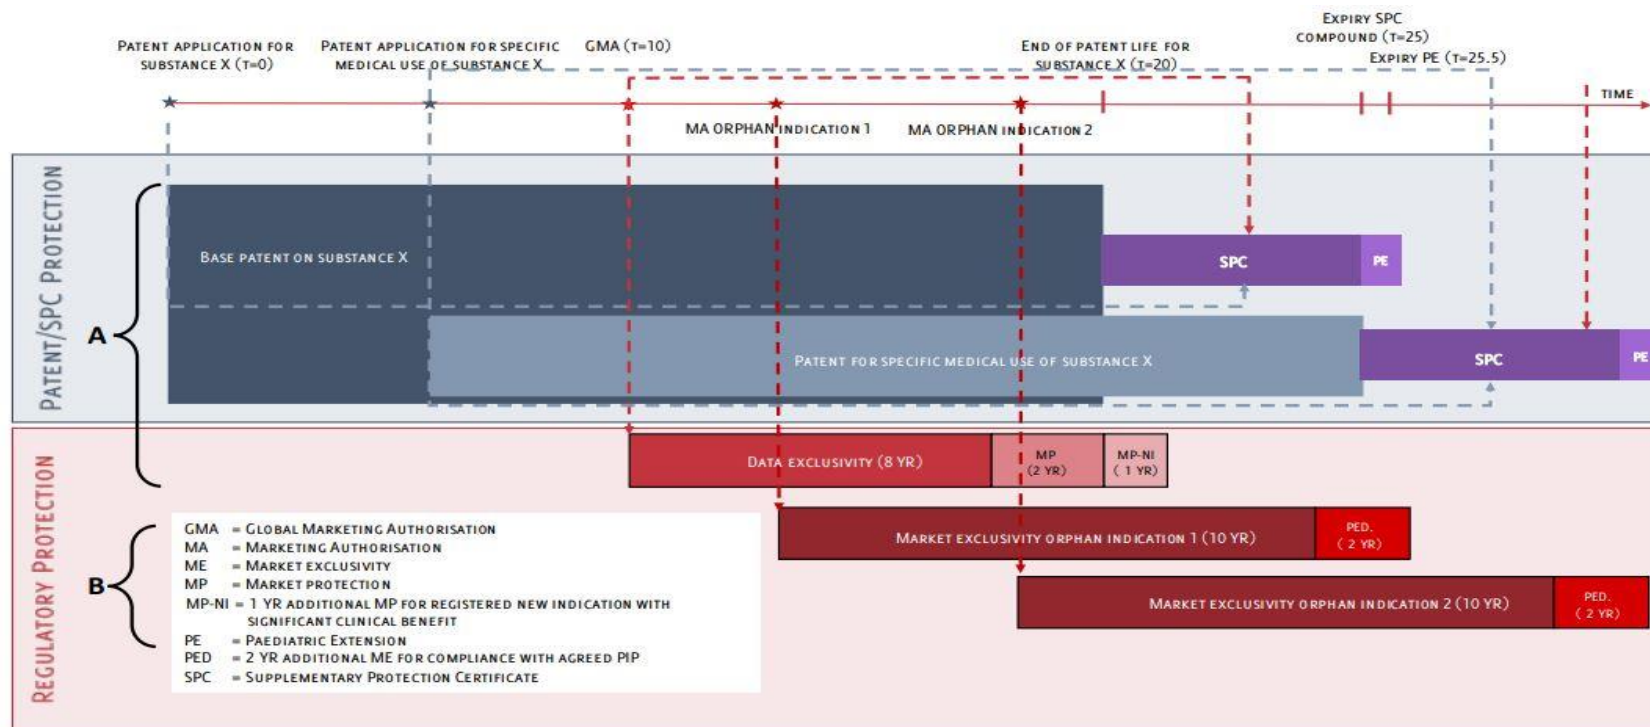 EXPIRY SPC
COMPOUND (T=25)
PATENT APPLICATION FOR
SUBSTANCE X (T=0)
PATENT APPLICATION FOR SPECIFIC
MEDICAL USE OF SUBSTANCE X
GMA (T=10)
END OF PATENT LIFE FOR
SUBSTANCE X (T=20)
EXPIRY PE (T=25.5)
TIME
MA ORPHAN INDICATION 1
MA ORPHAN INDICATION 2
PATENT/SPC PROTECTION
A
BASE PATENT ON SUBSTANCE X
SPC
PE
PATENT FOR SPECIFIC MEDICAL USE OF SUBSTANCE X
SPC
PE
REGULATORY PROTECTION
B
DATA EXCLUSIVITY (8 YR)
MP
(2 YR)
MP-NI
( 1 YR)
MARKET EXCLUSIVITY ORPHAN INDICATION 1 (10 YR)
PED.
( 2 YR)
MARKET EXCLUSIVITY ORPHAN INDICATION 2 (10 YR)
PED.
( 2 YR)
GMA = GLOBAL MARKETING AUTHORISATION
MA = MARKETING AUTHORISATION
ME = MARKET EXCLUSIVITY
MP = MARKET PROTECTION
MP-NI = 1 YR ADDITIONAL MP FOR REGISTERED NEW INDICATION WITH
SIGNIFICANT CLINICAL BENEFIT
PE = PAEDIATRIC EXTENSION
PED = 2 YR ADDITIONAL ME FOR COMPLIANCE WITH AGREED PIP
SPC = SUPPLEMENTARY PROTECTION CERTIFICATE